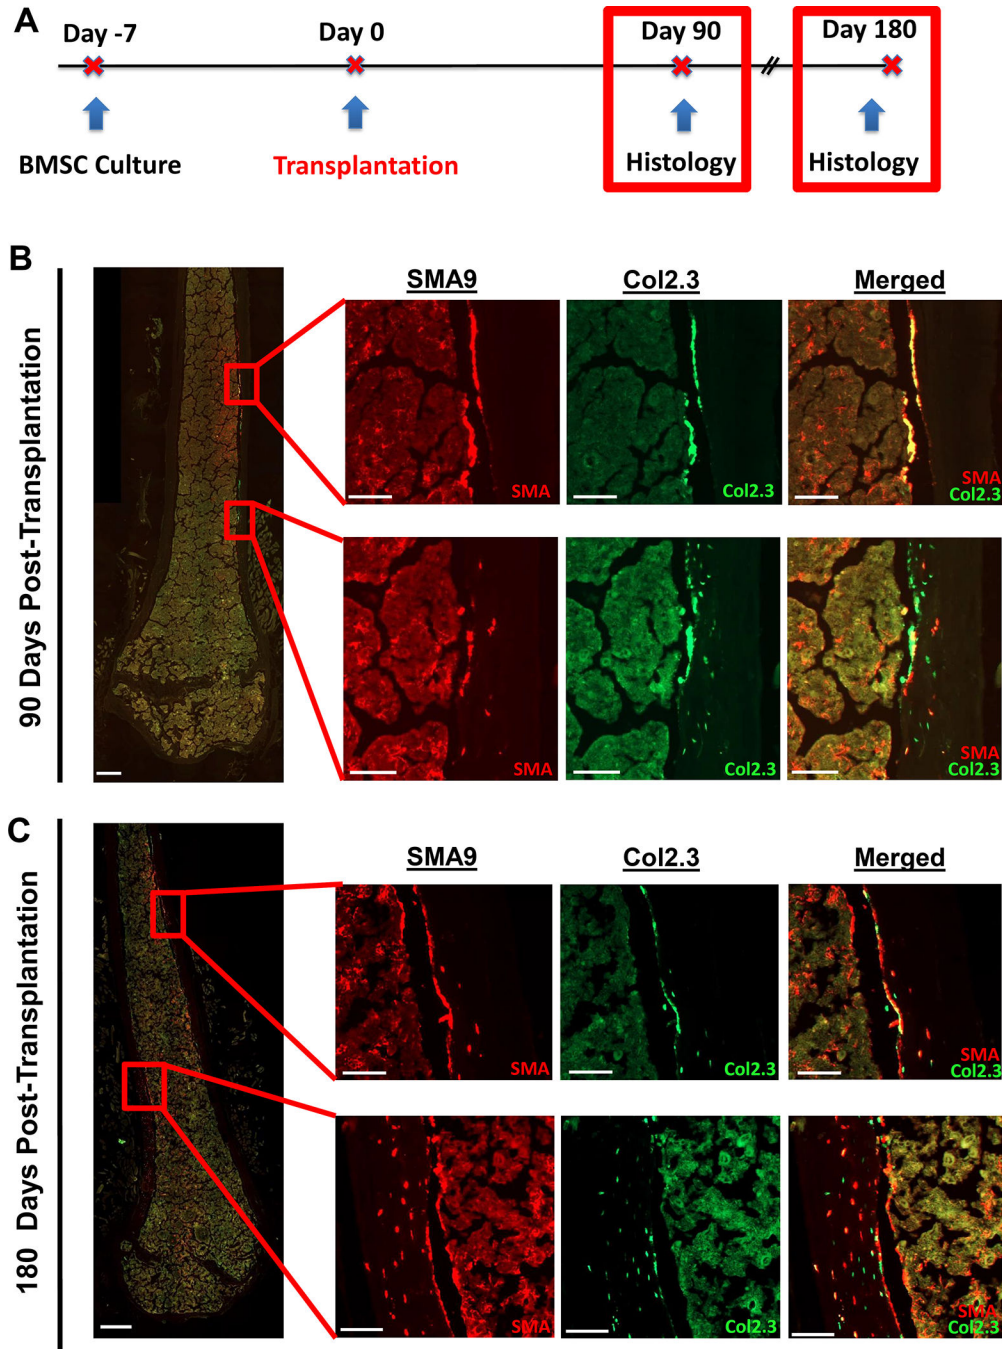 A
Day -7
Day 0
Day 90
Day 180
BMSC Culture
Transplantation
Histology
Histology
B
90 Days Post-Transplantation
SMA9
Col2.3
Merged
SMA
Col2.3
SMA
Col2.3
SMA
Col2.3
SMA
Col2.3
C
180 Days Post-Transplantation
SMA9
Col2.3
Merged
SMA
Col2.3
SMA
Col2.3
SMA
Col2.3
SMA
Col2.3